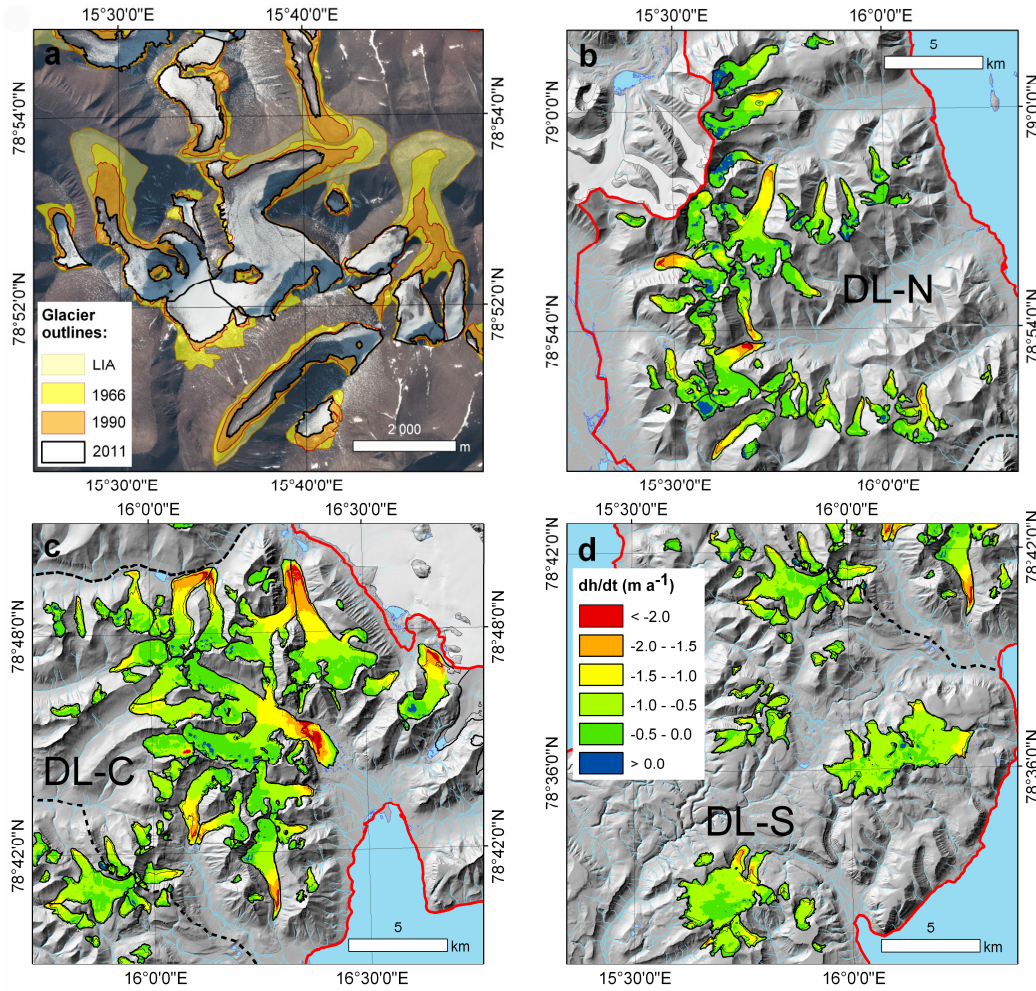 15°30'0"E
15°40'0"E
a
78°54'0"N
78°54'0"N
78°52'0"N
78°52'0"N
Glacier
outlines:
LIA
1966
1990
2011
2 000
m
15°30'0"E
15°40'0"E
15°30'0"E
16°0'0"E
b
5
km
79°0'0"N
79°0'0"N
DL-N
78°54'0"N
78°54'0"N
15°30'0"E
16°0'0"E
16°0'0"E
16°30'0"E
c
78°48'0"N
78°48'0"N
DL-C
78°42'0"N
78°42'0"N
5
km
16°0'0"E
16°30'0"E
15°30'0"E
16°0'0"E
d
78°42'0"N
78°42'0"N
dh/dt (m a-1)
< -2.0
-2.0 - -1.5
-1.5 - -1.0
-1.0 - -0.5
-0.5 - 0.0
> 0.0
78°36'0"N
78°36'0"N
DL-S
5
km
15°30'0"E
16°0'0"E